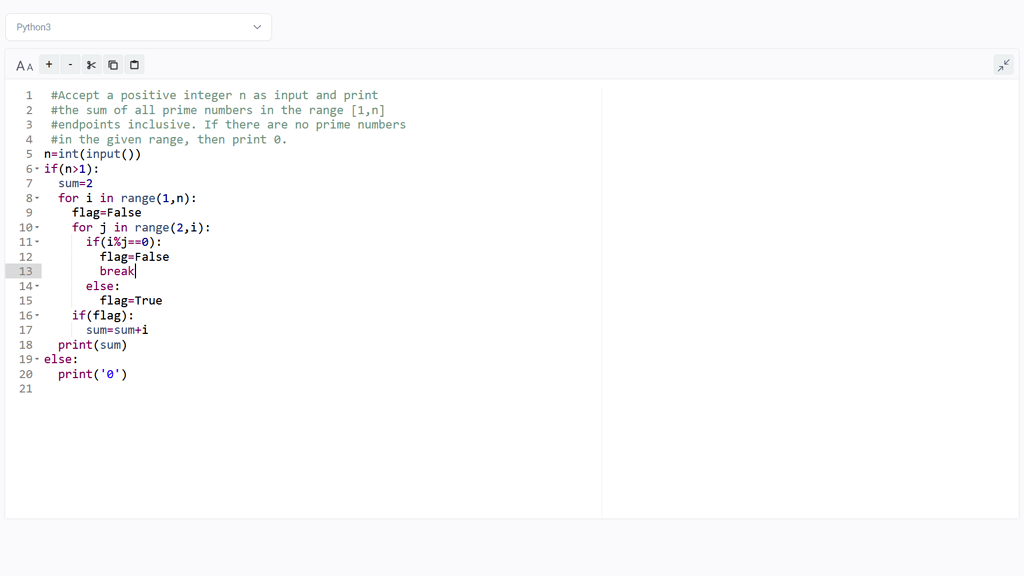 Python3
AA + -
1 #Accept a positive integer n as input and print
2 #the sum of all prime numbers in the range [1,n]
3 #endpoints inclusive. If there are no prime numbers
4 #in the given range, then print 0.
5 n=int(input())
6 if(n>1):
7   sum=2
8   for i in range(1,n):
9     flag=False
10     for j in range(2,i):
11       if(i%j==0):
12         flag=False
13         break
14       else:
15         flag=True
16     if(flag):
17       sum=sum+i
18   print(sum)
19 else:
20   print('0')
21